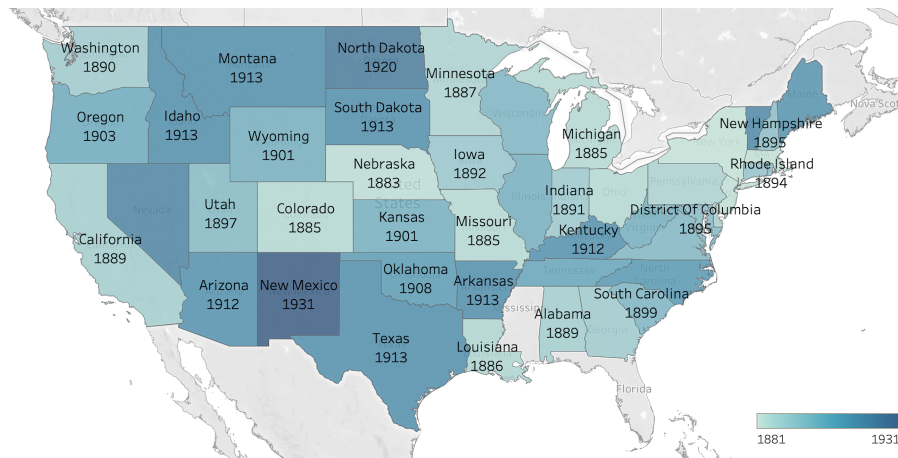 Washington
1890
Montana
1913
North Dakota
1920
Minnesota
1887
Oregon
1903
Idaho
1913
South Dakota
1913
Wyoming
1901
Wisconsin
Michigan
1885
Maine
Nova Sco
New Hampshire
1895
New York
Rhode Island
1894
Nebraska
1883
United
States
Iowa
1892
Nevada
Utah
1897
Colorado
1885
Kansas
1901
Missouri
1885
Illinois
Indiana
1891
Ohio
Pennsylvania
District Of Columbia
1895
Virginia
Kentucky
1912
California
1889
Arizona
1912
New Mexico
1931
Oklahoma
1908
Arkansas
1913
Tennessee
North
Carolina
South Carolina
1899
Texas
1913
Louisiana
1886
ssissippi
Alabama
1889
Georgia
Florida
1881
1931